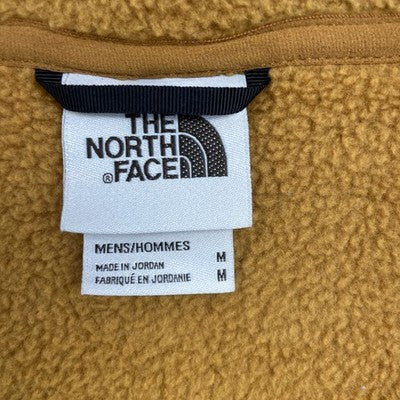 THE
NORTH
® FACE
MENS/HOMMES M
MADE IN JORDAN M
FABRIQUÉ EN JORDANIE M